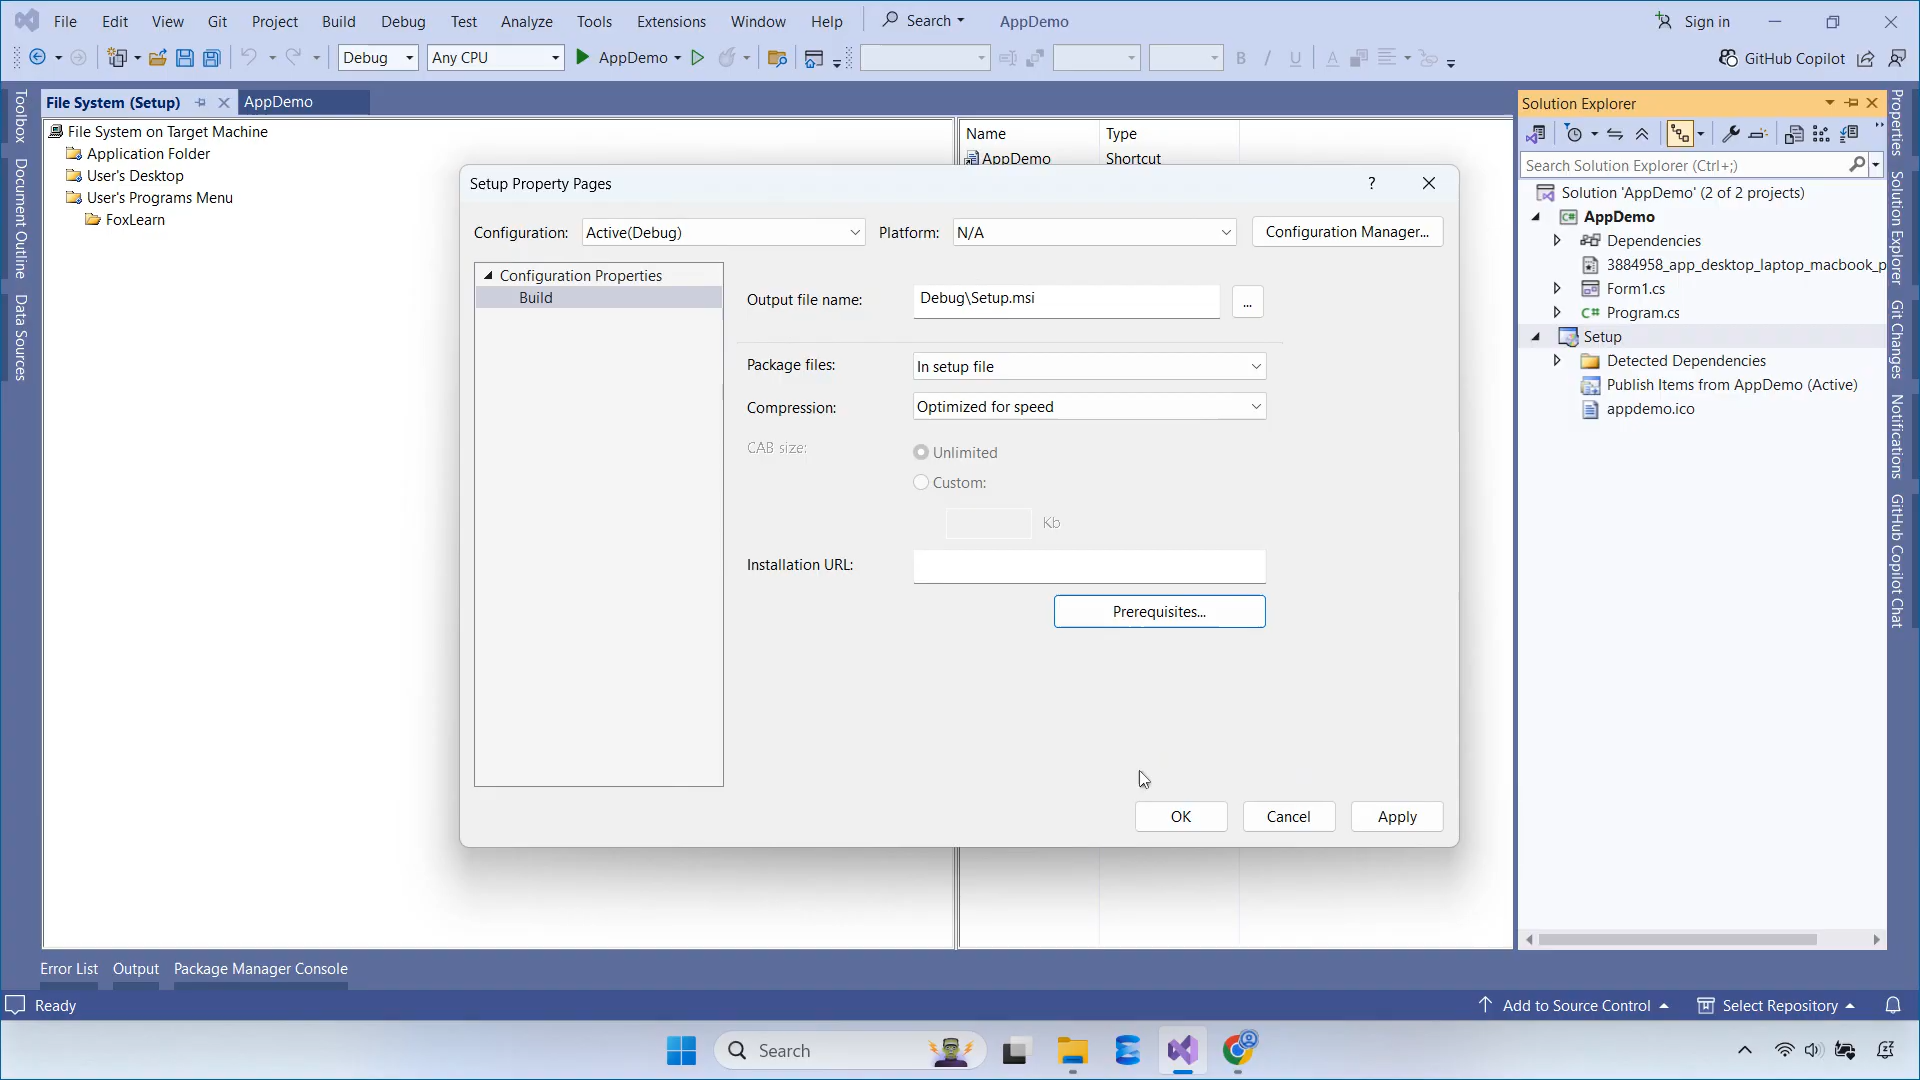 File Edit View Git Project Build Debug Test Analyze Tools Extensions Window Help Search AppDemo Sign in
Debug Any CPU AppDemo B I U A GitHub Copilot
File System (Setup) AppDemo
File System on Target Machine
Application Folder
User's Desktop
User's Programs Menu
FoxLearn
Name Type
AppDemo Shortcut
Toolbox
Document Outline
Data Sources
Setup Property Pages ?
Configuration: Active(Debug) Platform: N/A Configuration Manager...
Configuration Properties
Build
Output file name: Debug\Setup.msi ...
Package files: In setup file
Compression: Optimized for speed
CAB size: Unlimited
Custom:
Kb
Installation URL:
Prerequisites...
OK Cancel Apply
Solution Explorer
Search Solution Explorer (Ctrl+;)
Solution 'AppDemo' (2 of 2 projects)
C# AppDemo
Dependencies
3884958_app_desktop_laptop_macbook_p
Form1.cs
C# Program.cs
Setup
Detected Dependencies
Publish Items from AppDemo (Active)
appdemo.ico
Properties
Solution Explorer
Git Changes
Notifications
GitHub Copilot Chat
Error List Output Package Manager Console
Ready Add to Source Control Select Repository
Search